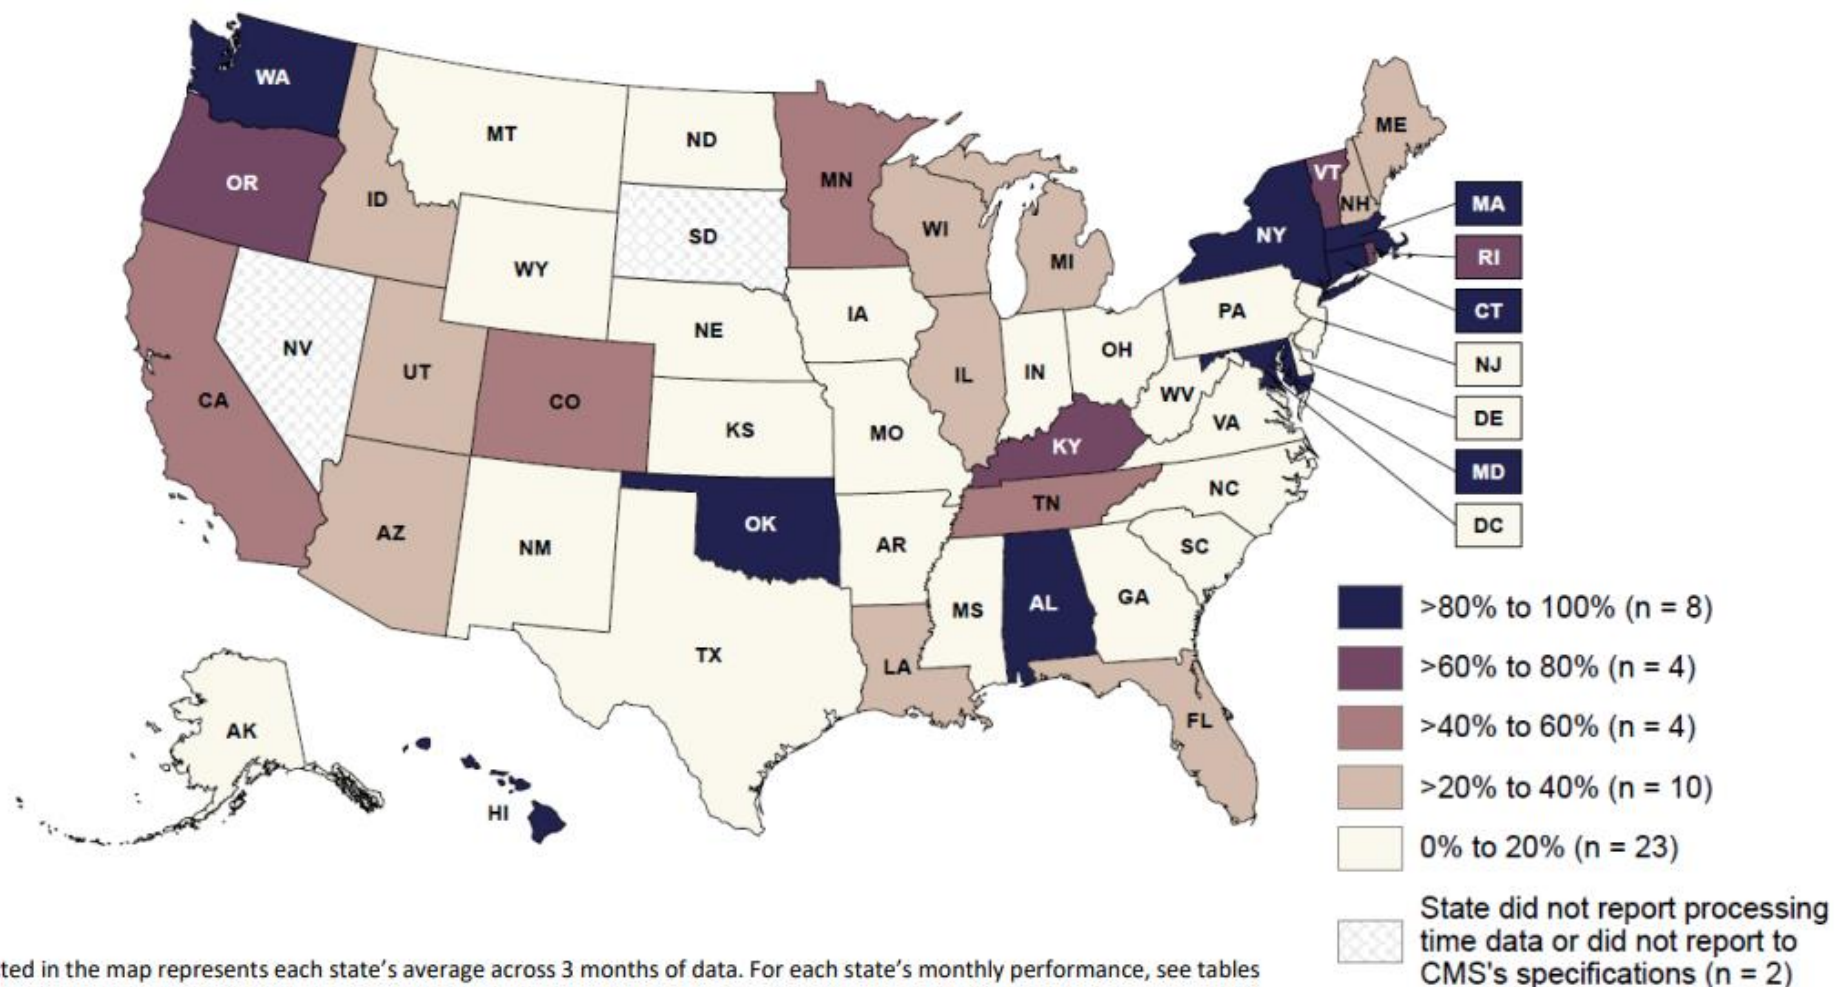 WA
MT
ND
MN
ME
OR
ID
SD
WI
VT
NH
MA
WY
MI
NY
RI
NV
NE
IA
PA
CT
UT
IL
IN
OH
NJ
CA
CO
KS
MO
WV
VA
DE
KY
MD
AZ
NM
OK
AR
TN
NC
DC
SC
MS
AL
GA
TX
LA
FL
AK
HI
>80% to 100% (n = 8)
>60% to 80% (n = 4)
>40% to 60% (n = 4)
>20% to 40% (n = 10)
0% to 20% (n = 23)
State did not report processing
time data or did not report to
CMS's specifications (n = 2)
ted in the map represents each state's average across 3 months of data. For each state's monthly performance, see tables